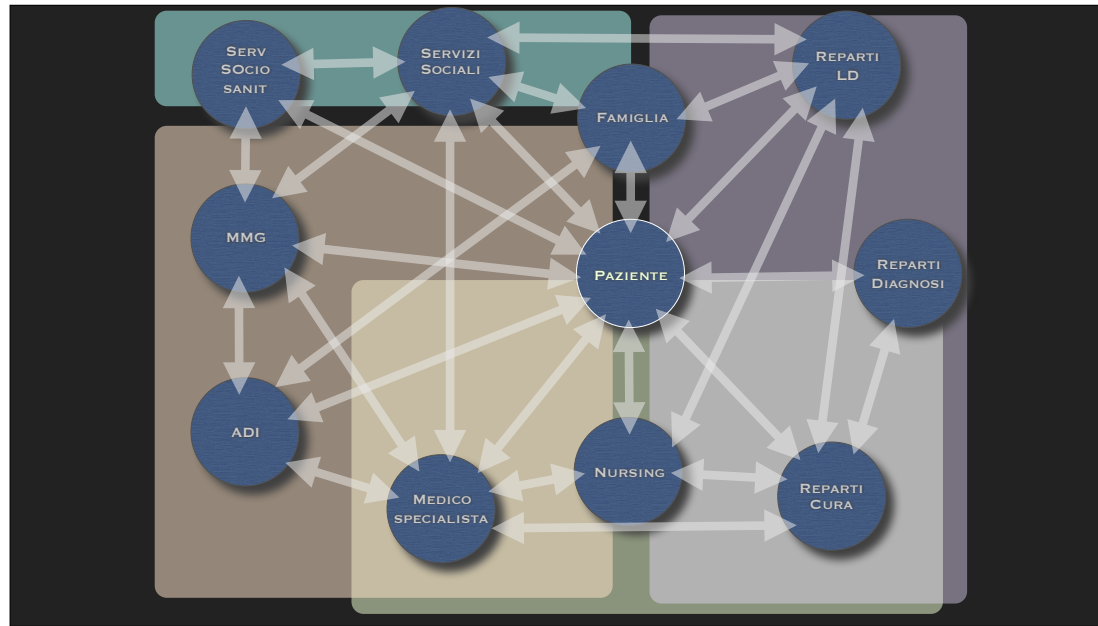 SERV
SOCIO
SANIT
SERVIZI
SOCIALI
REPARTI
LD
FAMIGLIA
MMG
PAZIENTE
REPARTI
DIAGNOSI
ADI
NURSING
MEDICO
SPECIALISTA
REPARTI
CURA